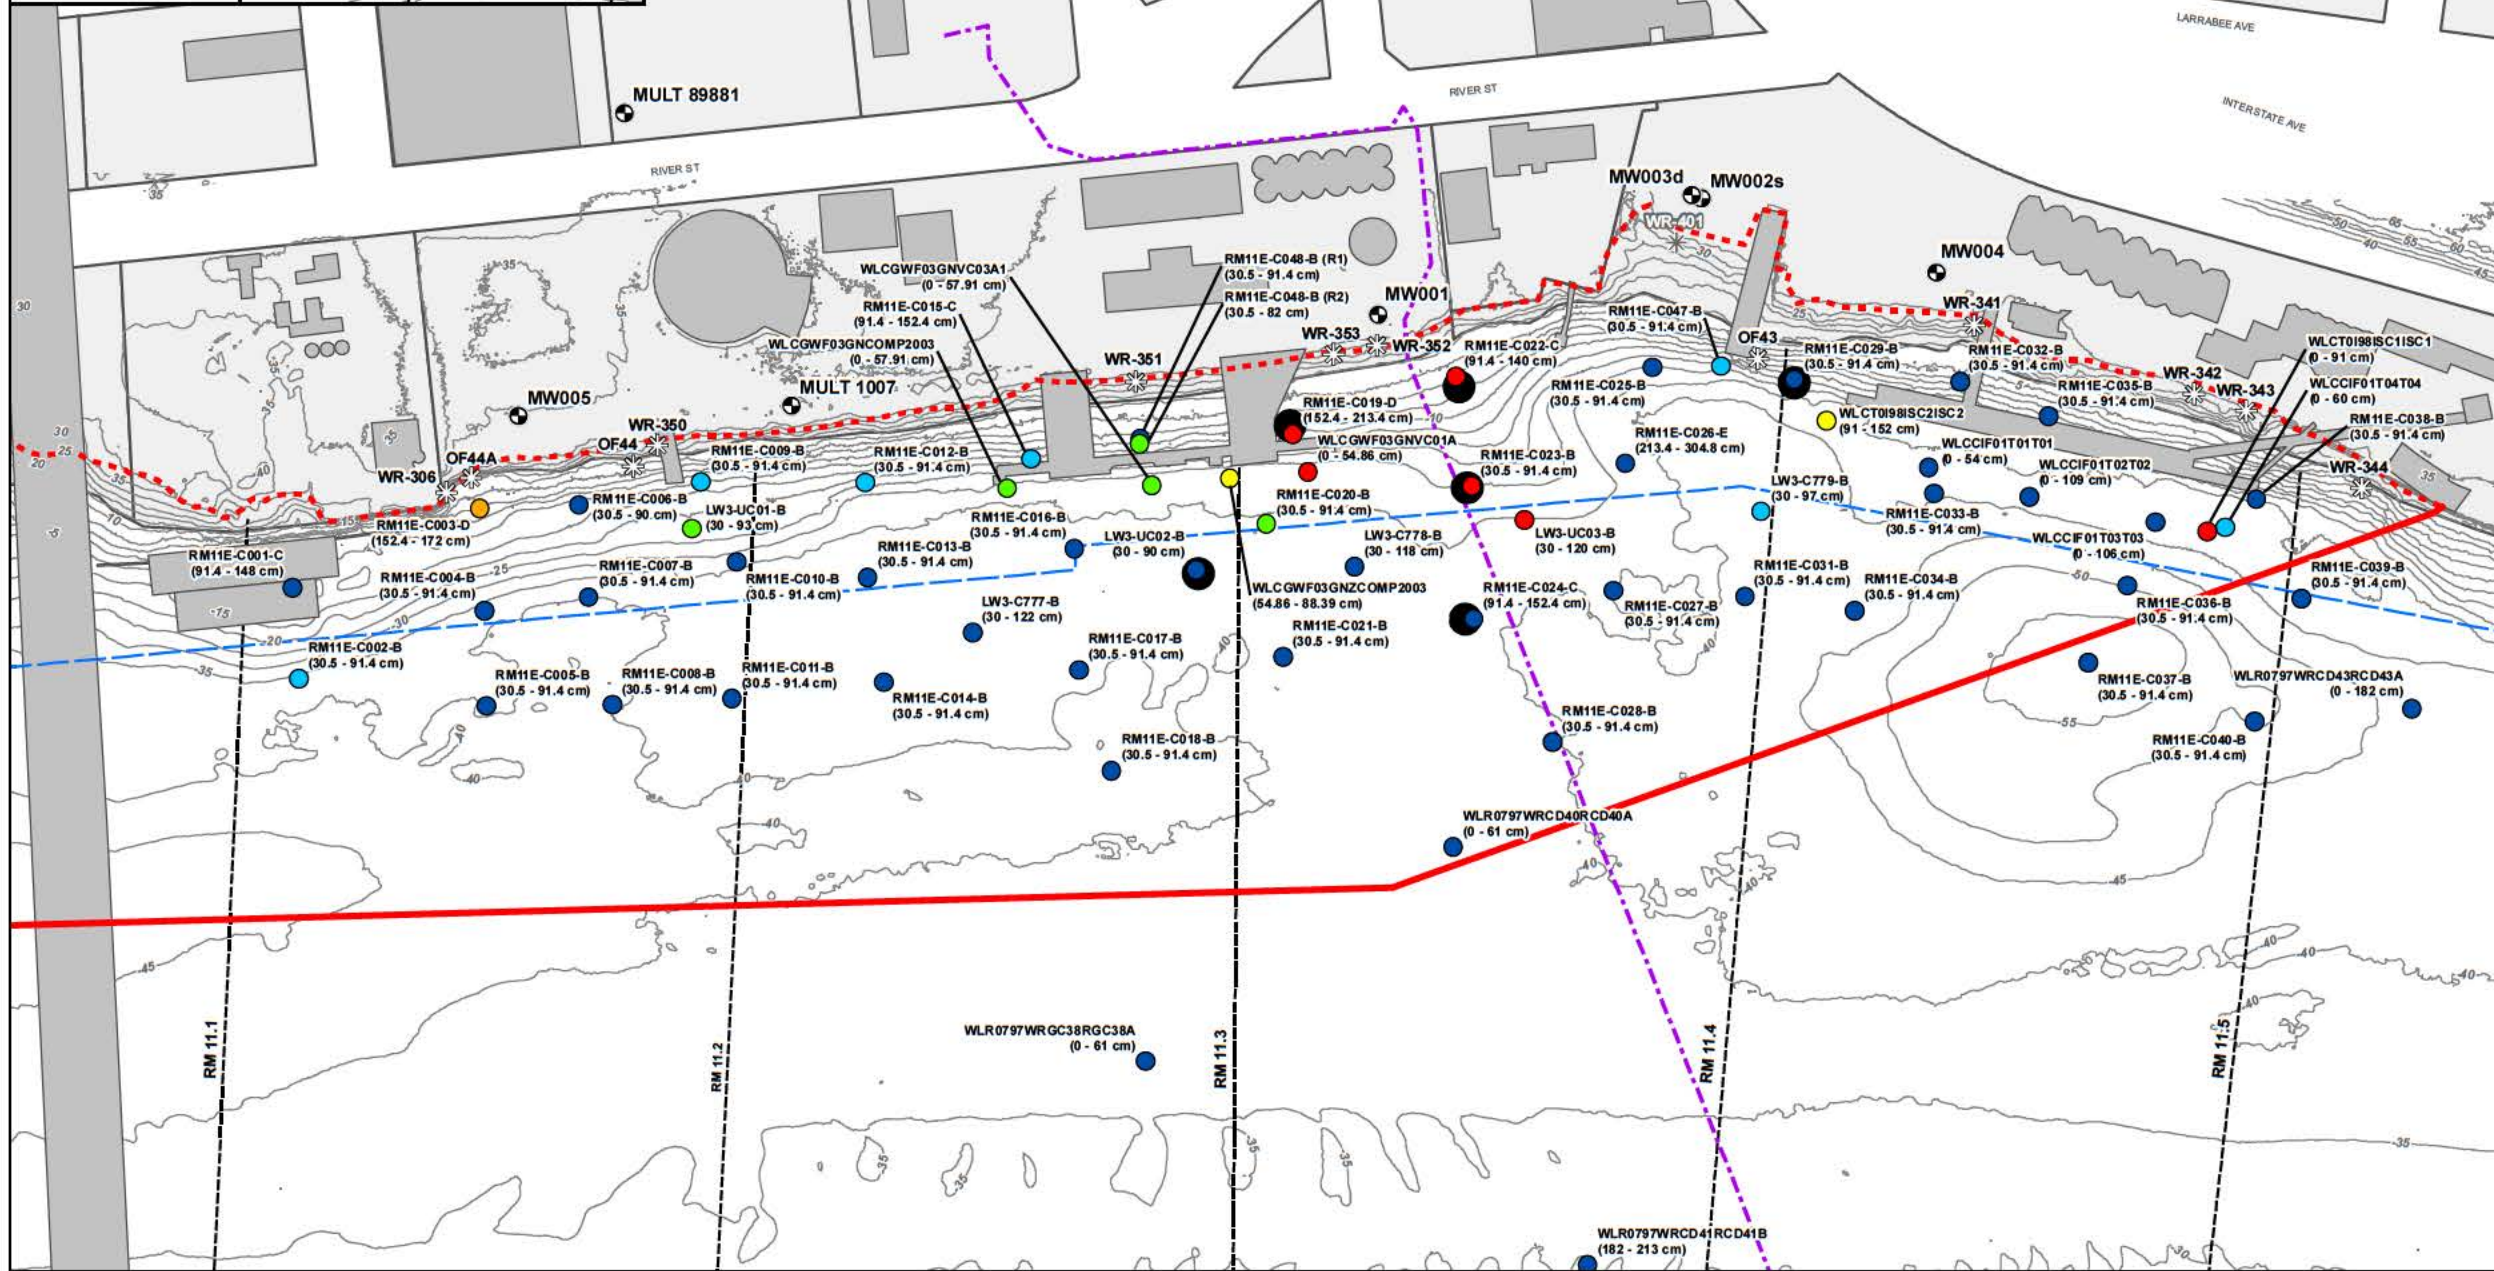 LARRABEE AVE
RIVER ST
INTERSTATE AVE
MULT 89881
RIVER ST
MW003d
MW002s
WR-401
MW004
WR-341
MW001
WLCGWF03GNVC03A1
(0 - 57.91 cm)
RM11E-C048-B (R1)
(30.5 - 91.4 cm)
RM11E-C015-C
(91.4 - 152.4 cm)
RM11E-C048-B (R2)
(30.5 - 82 cm)
WLCGWF03GNCOMP2003
(0 - 57.91 cm)
RM11E-C047-B
(30.5 - 91.4 cm)
OF43
WR-353
WR-352
WR-351
RM11E-C022-C
(91.4 - 140 cm)
RM11E-C029-B
(30.5 - 91.4 cm)
RM11E-C032-B
(30.5 - 91.4 cm)
WLCT0I98ISC1ISC1
(0 - 91 cm)
WR-342
WR-343
WLCCIF01T04T04
(0 - 60 cm)
RM11E-C025-B
(30.5 - 91.4 cm)
RM11E-C035-B
(30.5 - 91.4 cm)
MW005
MULT 1007
RM11E-C019-D
(152.4 - 213.4 cm)
WLCT0I98ISC2ISC2
(91 - 152 cm)
RM11E-C038-B
(30.5 - 91.4 cm)
WR-350
OF44
OF44A
WR-306
RM11E-C009-B
(30.5 - 91.4 cm)
RM11E-C012-B
(30.5 - 91.4 cm)
WLCGWF03GNVC01A
(0 - 54.86 cm)
RM11E-C023-B
(30.5 - 91.4 cm)
RM11E-C026-E
(213.4 - 304.8 cm)
WLCCIF01T01T01
(0 - 54 cm)
WLCCIF01T02T02
(0 - 109 cm)
WR-344
LW3-C779-B
(30 - 97 cm)
RM11E-C006-B
(30.5 - 90 cm)
LW3-UC01-B
(30 - 93 cm)
RM11E-C020-B
(30.5 - 91.4 cm)
RM11E-C003-D
(152.4 - 172 cm)
RM11E-C016-B
(30.5 - 91.4 cm)
LW3-UC02-B
(30 - 90 cm)
LW3-C778-B
(30 - 118 cm)
LW3-UC03-B
(30 - 120 cm)
RM11E-C033-B
(30.5 - 91.4 cm)
WLCCIF01T03T03
(0 - 106 cm)
RM11E-C001-C
(91.4 - 148 cm)
RM11E-C013-B
(30.5 - 91.4 cm)
RM11E-C004-B
(30.5 - 91.4 cm)
RM11E-C007-B
(30.5 - 91.4 cm)
RM11E-C010-B
(30.5 - 91.4 cm)
WLCGWF03GNZCOMP2003
(54.86 - 88.39 cm)
RM11E-C024-C
(91.4 - 152.4 cm)
RM11E-C031-B
(30.5 - 91.4 cm)
RM11E-C034-B
(30.5 - 91.4 cm)
RM11E-C039-B
(30.5 - 91.4 cm)
LW3-C777-B
(30 - 122 cm)
RM11E-C027-B
(30.5 - 91.4 cm)
RM11E-C036-B
(30.5 - 91.4 cm)
RM11E-C021-B
(30.5 - 91.4 cm)
RM11E-C017-B
(30.5 - 91.4 cm)
RM11E-C002-B
(30.5 - 91.4 cm)
RM11E-C005-B
(30.5 - 91.4 cm)
RM11E-C008-B
(30.5 - 91.4 cm)
RM11E-C011-B
(30.5 - 91.4 cm)
RM11E-C014-B
(30.5 - 91.4 cm)
RM11E-C037-B
(30.5 - 91.4 cm)
WLR0797WRCD43RCD43A
(0 - 182 cm)
RM11E-C028-B
(30.5 - 91.4 cm)
RM11E-C018-B
(30.5 - 91.4 cm)
RM11E-C040-B
(30.5 - 91.4 cm)
WLR0797WRCD40RCD40A
(0 - 61 cm)
WLR0797WRGC38RGC38A
(0 - 61 cm)
RM 11.1
RM 11.2
RM 11.3
RM 11.4
RM 11.5
WLR0797WRCD41RCD41B
(182 - 213 cm)